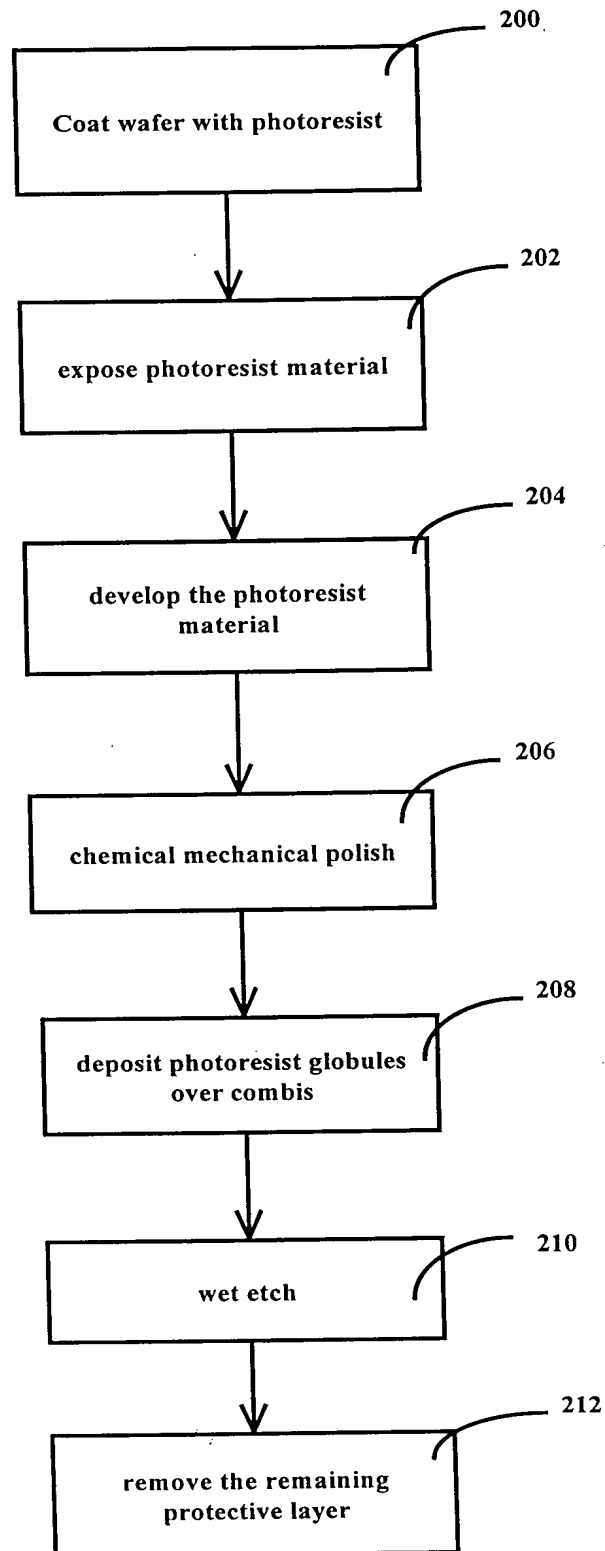 200
Coat wafer with photoresist
202
expose photoresist material
204
develop the photoresist
material
206
chemical mechanical polish
208
deposit photoresist globules
over combis
210
wet etch
212
remove the remaining
protective layer